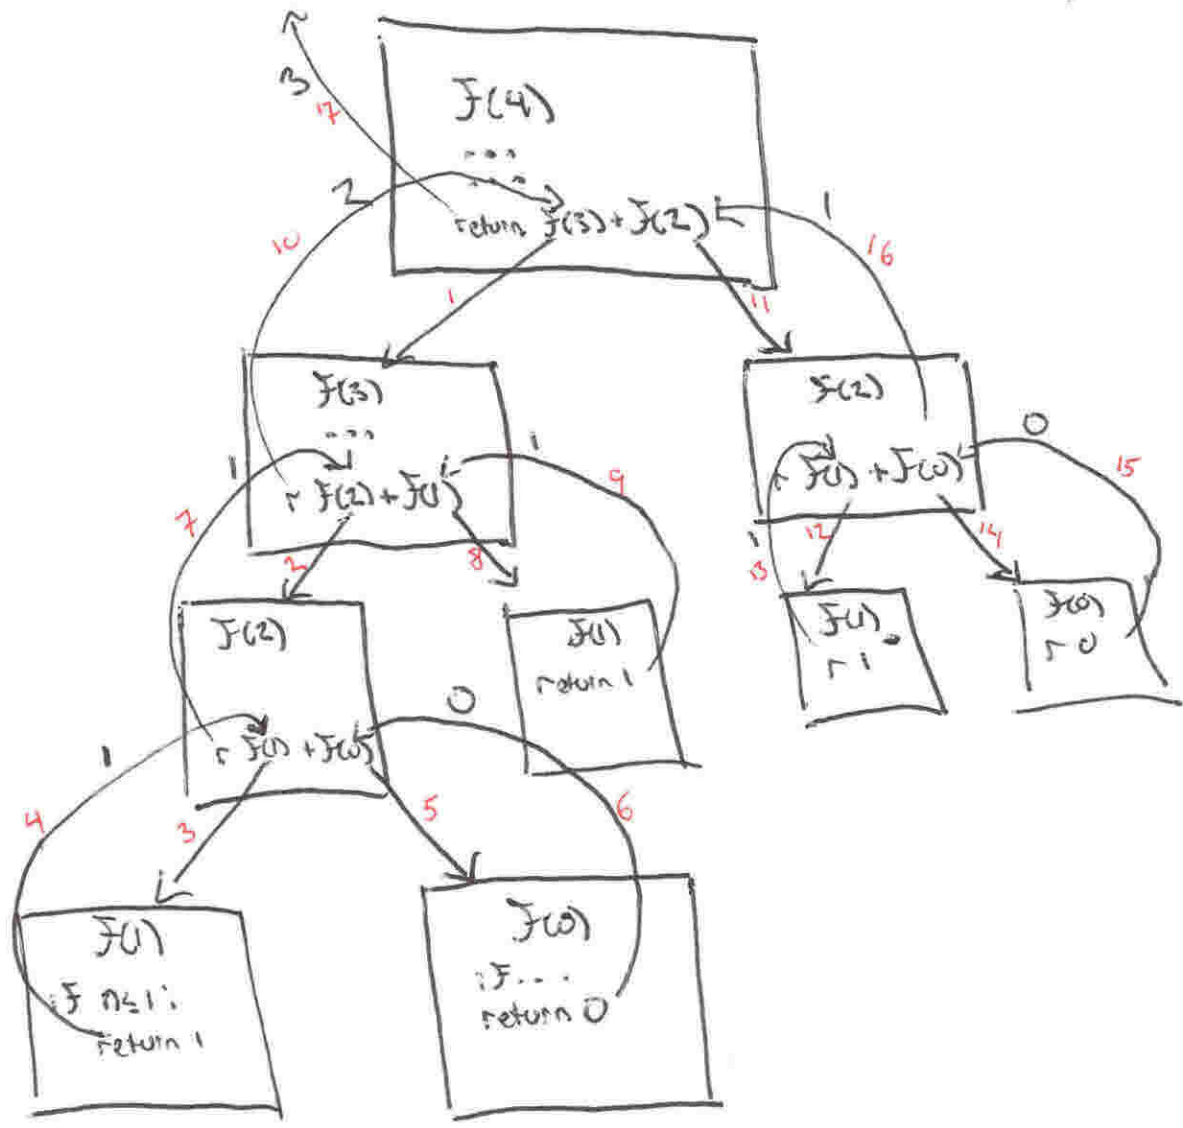 3
17
F(4)
...
...
2
return F(3)+F(2)
1
10
16
1
11
F(3)
...
F(2)
0
1
r F(2)+F(1)
1
9
r F(1)+F(0)
15
7
2
8
1
12
13
14
F(2)
F(1)
return 1
F(1)
r 1
F(0)
r 0
1
r F(1)+F(0)
0
4
3
5
6
F(1)
if n≤1:
return 1
F(0)
if...
return 0